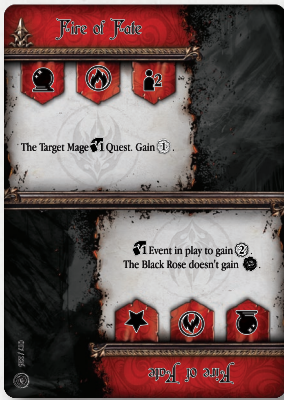 Fire of Fate
2
The Target Mage 1 Quest. Gain 1.
1 Event in play to gain 2.
The Black Rose doesn't gain .
Fire of Fate